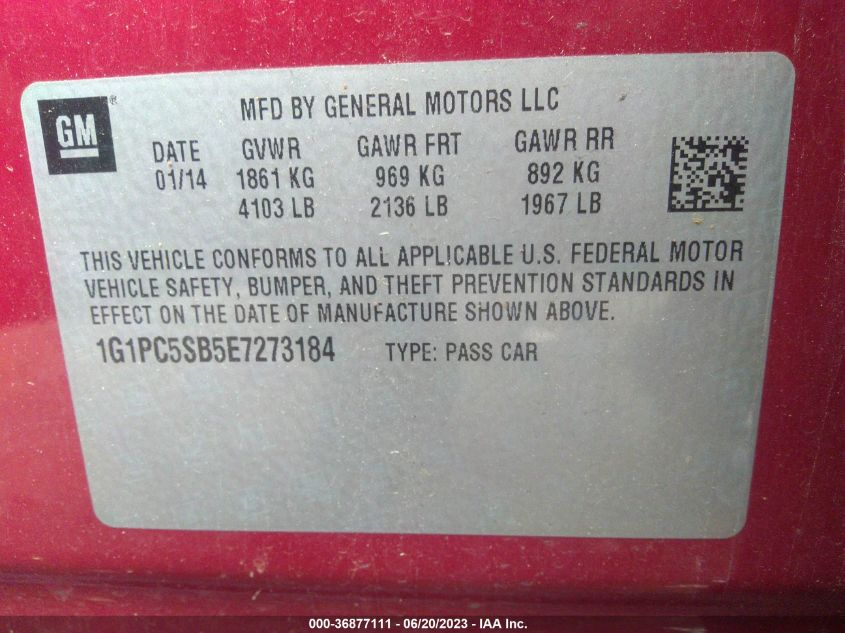 GM®
MFD BY GENERAL MOTORS LLC
DATE GVWR GAWR FRT GAWR RR
01/14 1861 KG 969 KG 892 KG
4103 LB 2136 LB 1967 LB
THIS VEHICLE CONFORMS TO ALL APPLICABLE U.S. FEDERAL MOTOR
VEHICLE SAFETY, BUMPER, AND THEFT PREVENTION STANDARDS IN
EFFECT ON THE DATE OF MANUFACTURE SHOWN ABOVE.
1G1PC5SB5E7273184 TYPE: PASS CAR
000-36877111 - 06/20/2023 - IAA Inc.